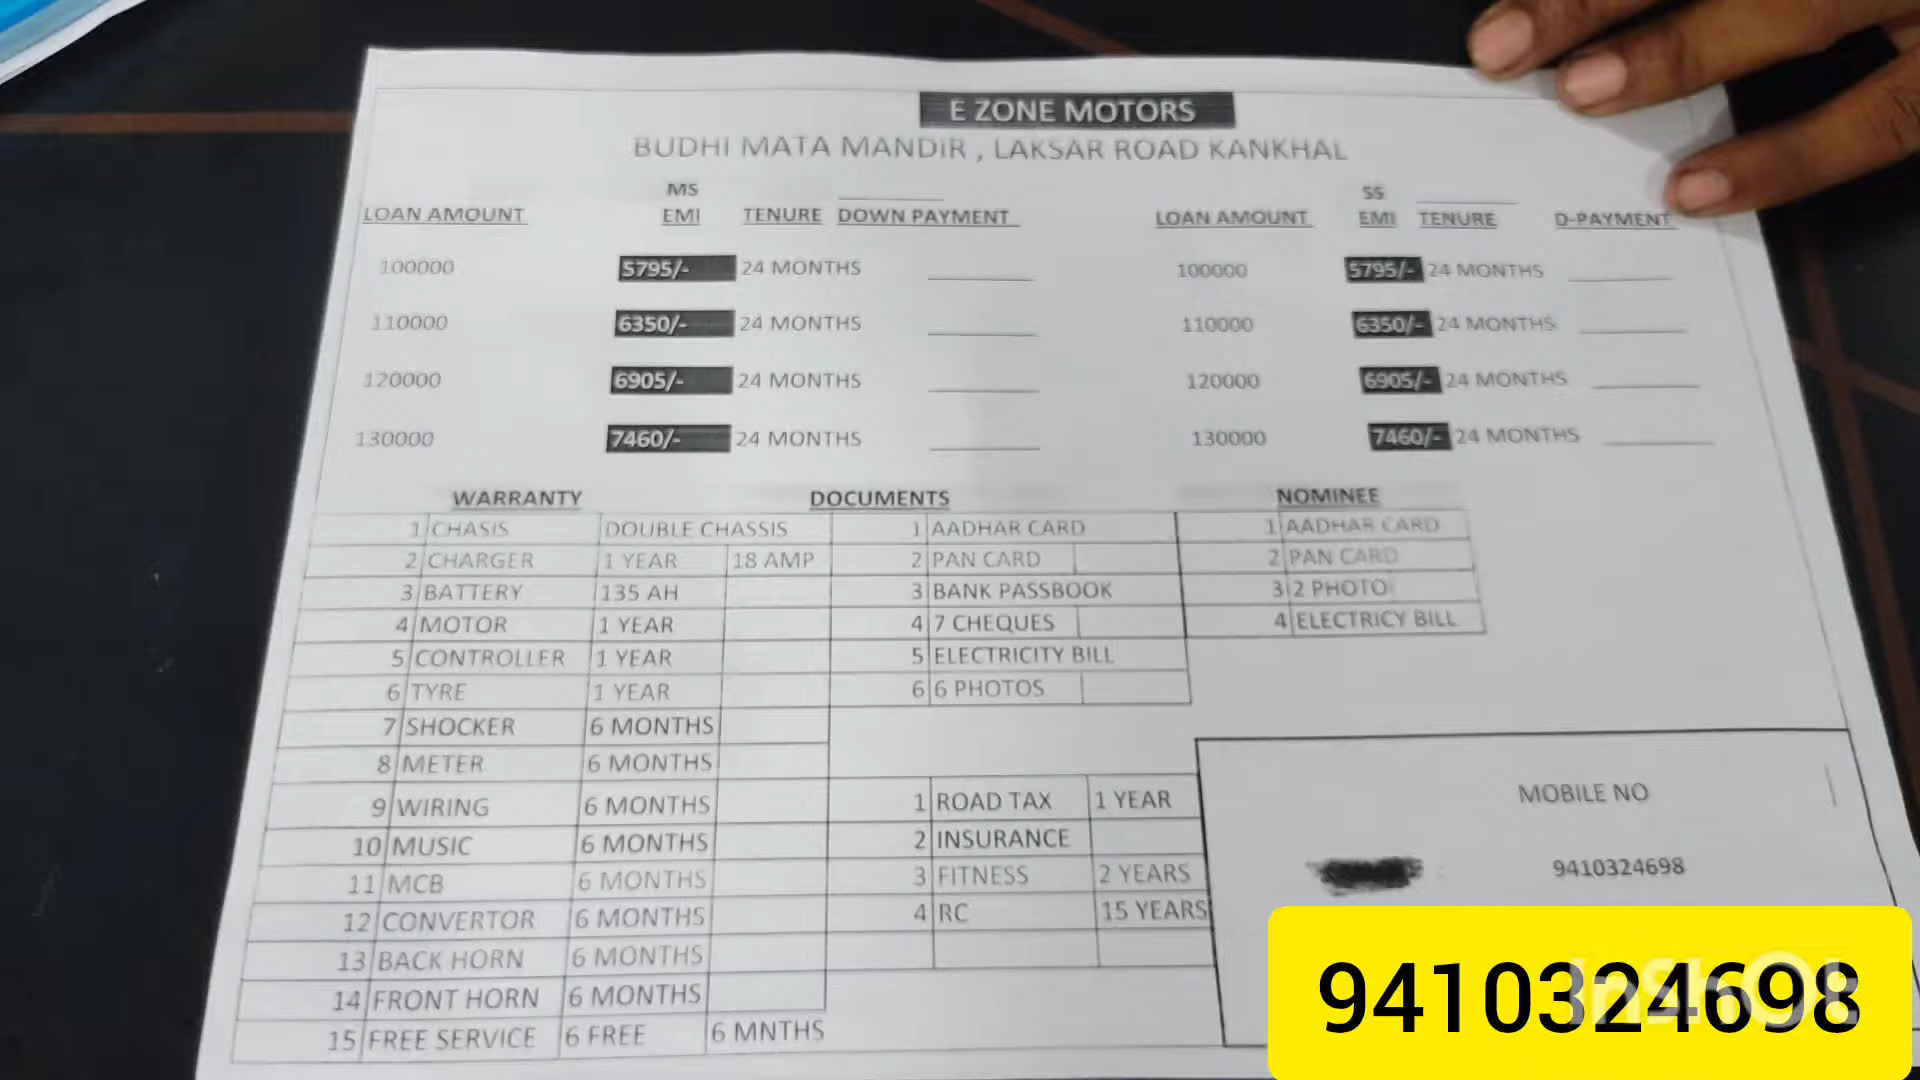 E ZONE MOTORS
BUDHI MATA MANDIR , LAKSAR ROAD KANKHAL
MS SS
LOAN AMOUNT EMI TENURE DOWN PAYMENT LOAN AMOUNT EMI TENURE D-PAYMENT
100000 5795/- 24 MONTHS 100000 5795/- 24 MONTHS
110000 6350/- 24 MONTHS 110000 6350/- 24 MONTHS
120000 6905/- 24 MONTHS 120000 6905/- 24 MONTHS
130000 7460/- 24 MONTHS 130000 7460/- 24 MONTHS
WARRANTY DOCUMENTS NOMINEE
1 CHASIS DOUBLE CHASSIS 1 AADHAR CARD 1 AADHAR CARD
2 CHARGER 1 YEAR 18 AMP 2 PAN CARD 2 PAN CARD
3 BATTERY 135 AH 3 BANK PASSBOOK 3 2 PHOTO
4 MOTOR 1 YEAR 4 7 CHEQUES 4 ELECTRICY BILL
5 CONTROLLER 1 YEAR 5 ELECTRICITY BILL
6 TYRE 1 YEAR 6 6 PHOTOS
7 SHOCKER 6 MONTHS
8 METER 6 MONTHS
9 WIRING 6 MONTHS 1 ROAD TAX 1 YEAR MOBILE NO
10 MUSIC 6 MONTHS 2 INSURANCE
11 MCB 6 MONTHS 3 FITNESS 2 YEARS 9410324698
12 CONVERTOR 6 MONTHS 4 RC 15 YEARS
13 BACK HORN 6 MONTHS
14 FRONT HORN 6 MONTHS
15 FREE SERVICE 6 FREE 6 MNTHS
9410324698
InShOt